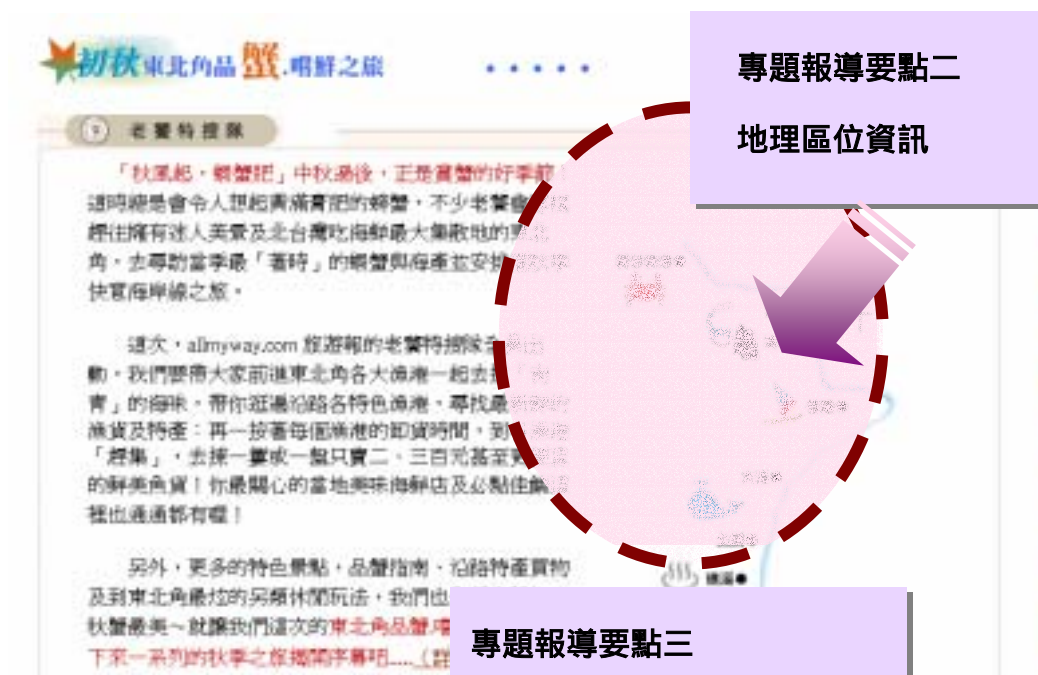 初秋東北角品蟹.嚐鮮之旅
專題報導要點二
地理區位資訊
老饕特搜隊
「秋風起，螃蟹肥」中秋過後，正是賞蟹的好季節
這時總是會令人想起黃滿膏肥的螃蟹，不少老饕會
經往擁有迷人美景及北台灣吃海鮮最大集散地的東北
角，去尋訪當季最「著時」的螃蟹與海產並安排
快意海岸線之旅。
這次，allmyway.com 旅遊報的老饕特搜隊全
動，我們要帶大家前進東北角各大漁港一起去
青」的海味，帶你逛遍沿路各特色漁港、尋找最
漁貨及特產；再一按著每個漁港的卸貨時間，到
「趕集」，去揀一簍或一盤只賣二、三百元甚至更
的鮮美魚貨！你最關心的當地美味海鮮店及必點佳餚
裡也通通都有喔！
另外，更多的特色景點，品蟹指南、沿路特產買物
及到東北角最炫的另類休閒玩法，我們也
秋蟹最美～就讓我們這次的東北角品蟹.嚐
下來一系列的秋季之旅揭開序幕吧....（詳
礁溪
專題報導要點三